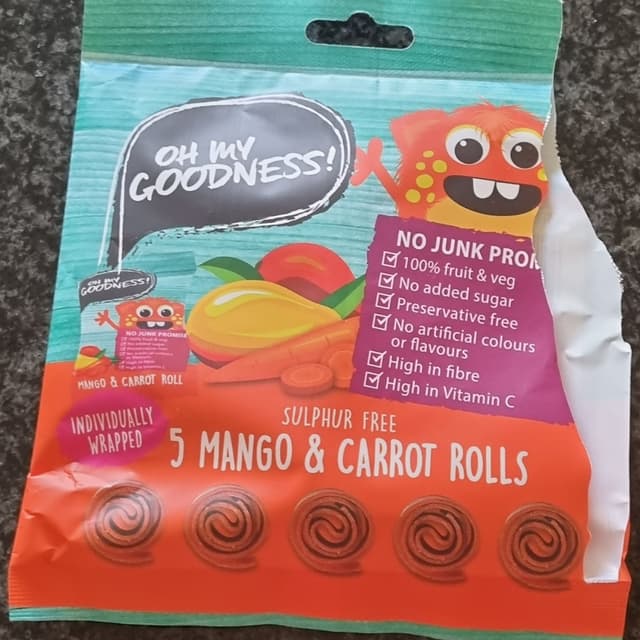 OH MY
GOODNESS!
NO JUNK PROM
100% fruit & veg
No added sugar
Preservative free
No artificial colours
or flavours
High in fibre
High in Vitamin C
OH MY
GOODNESS!
NO JUNK PROMISE
MANGO & CARROT ROLL
INDIVIDUALLY
WRAPPED
SULPHUR FREE
5 MANGO & CARROT ROLLS